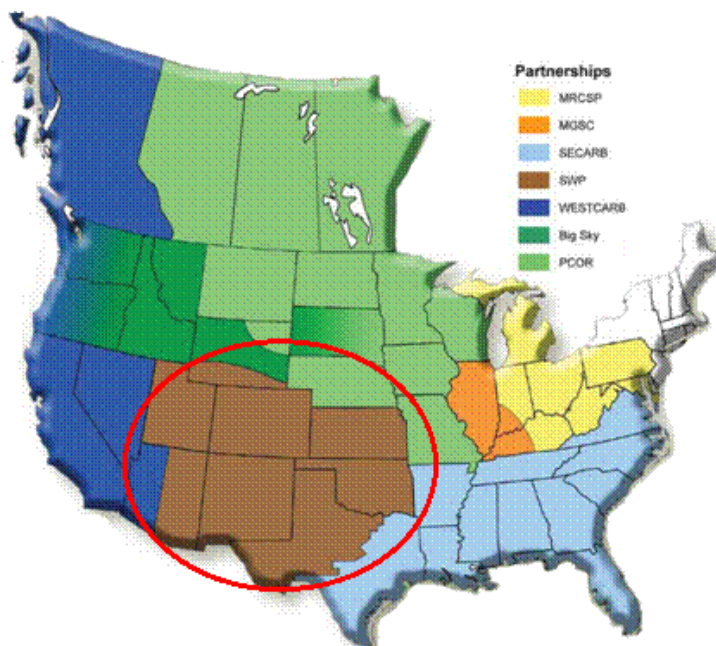 Partnerships
MRCSP
MGSC
SECARB
SWP
WESTCARB
Big Sky
PCOR